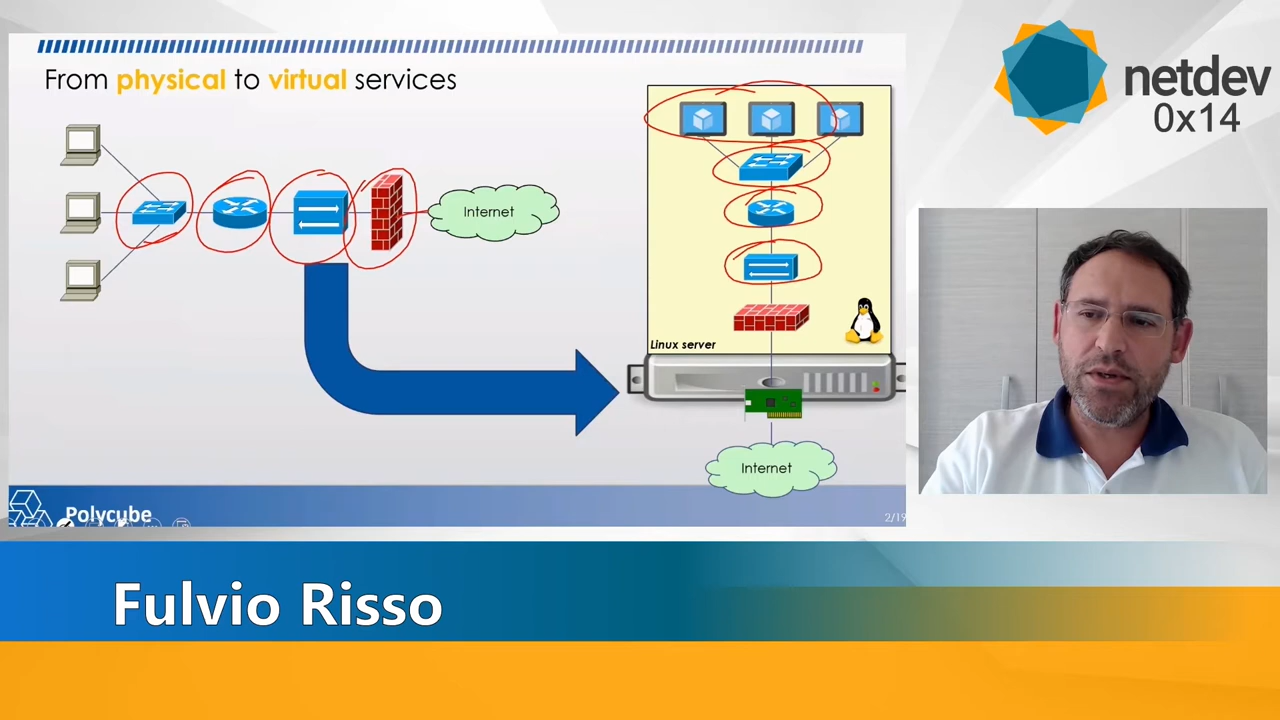 From physical to virtual services
Internet
Linux server
Internet
Polycube
2/19
netdev
0x14
Fulvio Risso